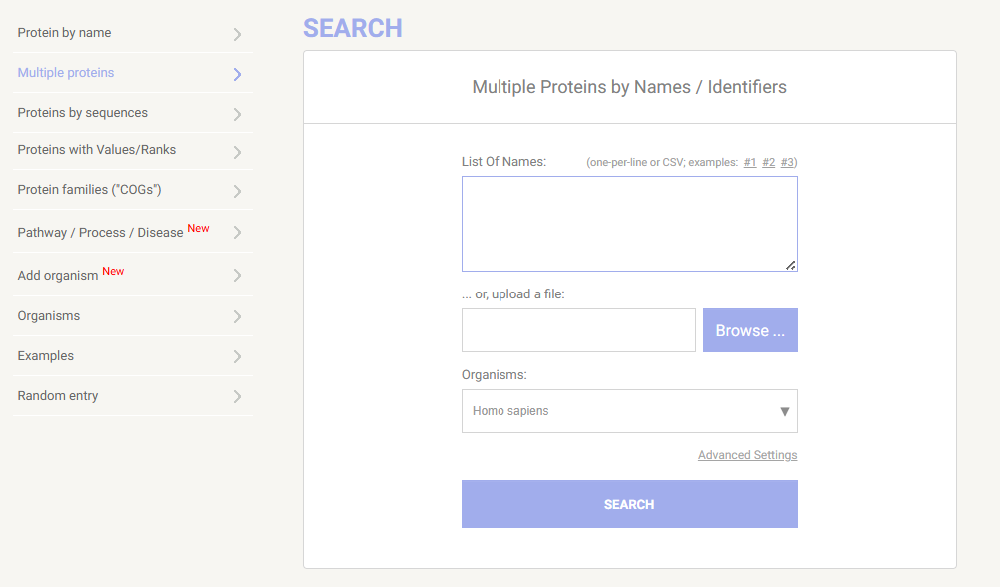 Protein by name
Multiple proteins
Proteins by sequences
Proteins with Values/Ranks
Protein families ("COGs")
Pathway / Process / Disease New
Add organism New
Organisms
Examples
Random entry
SEARCH
Multiple Proteins by Names / Identifiers
List Of Names: (one-per-line or CSV; examples: #1 #2 #3)
... or, upload a file:
Browse ...
Organisms:
Homo sapiens
Advanced Settings
SEARCH